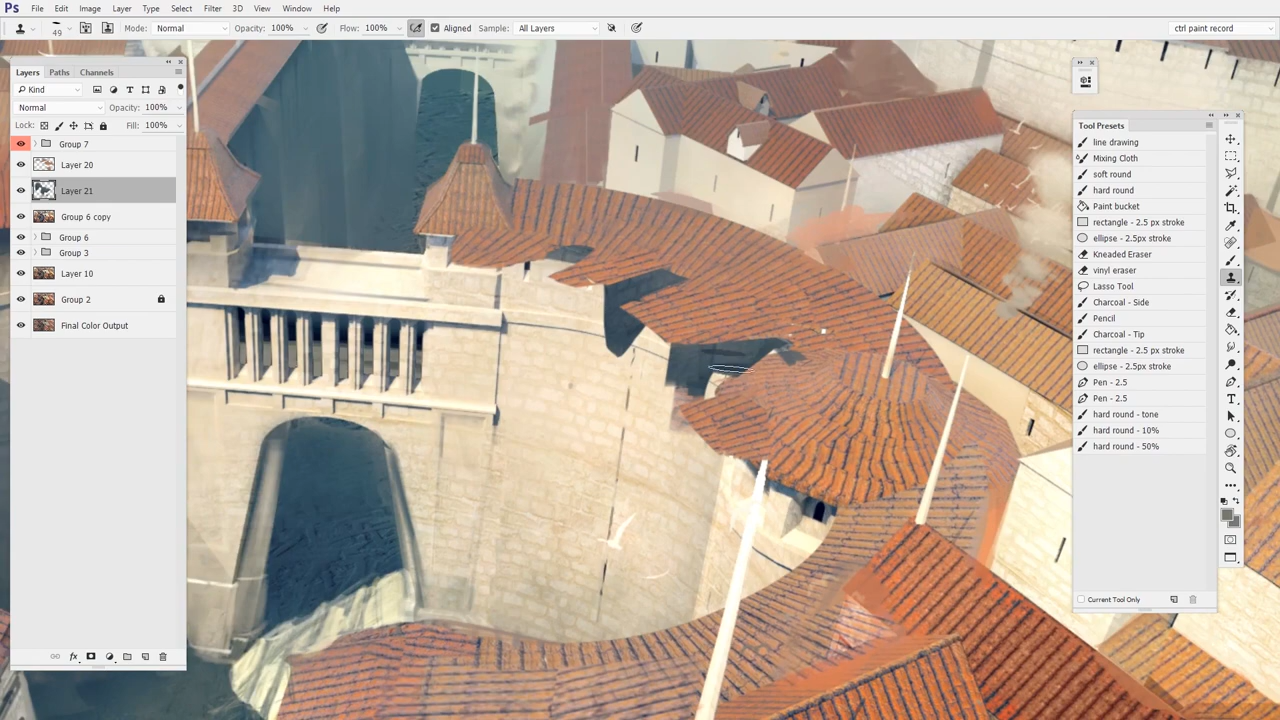 Ps File Edit Image Layer Type Select Filter 3D View Window Help
49 Mode: Normal Opacity: 100% Flow: 100% Aligned Sample: All Layers ctrl paint record
Layers Paths Channels
Kind
Normal Opacity: 100%
Lock: Fill: 100%
Group 7
Layer 20
Layer 21
Group 6 copy
Group 6
Group 3
Layer 10
Group 2
Final Color Output
fx
Tool Presets
line drawing
Mixing Cloth
soft round
hard round
Paint bucket
rectangle - 2.5 px stroke
ellipse - 2.5px stroke
Kneaded Eraser
vinyl eraser
Lasso Tool
Charcoal - Side
Pencil
Charcoal - Tip
rectangle - 2.5 px stroke
ellipse - 2.5px stroke
Pen - 2.5
Pen - 2.5
hard round - tone
hard round - 10%
hard round - 50%
Current Tool Only